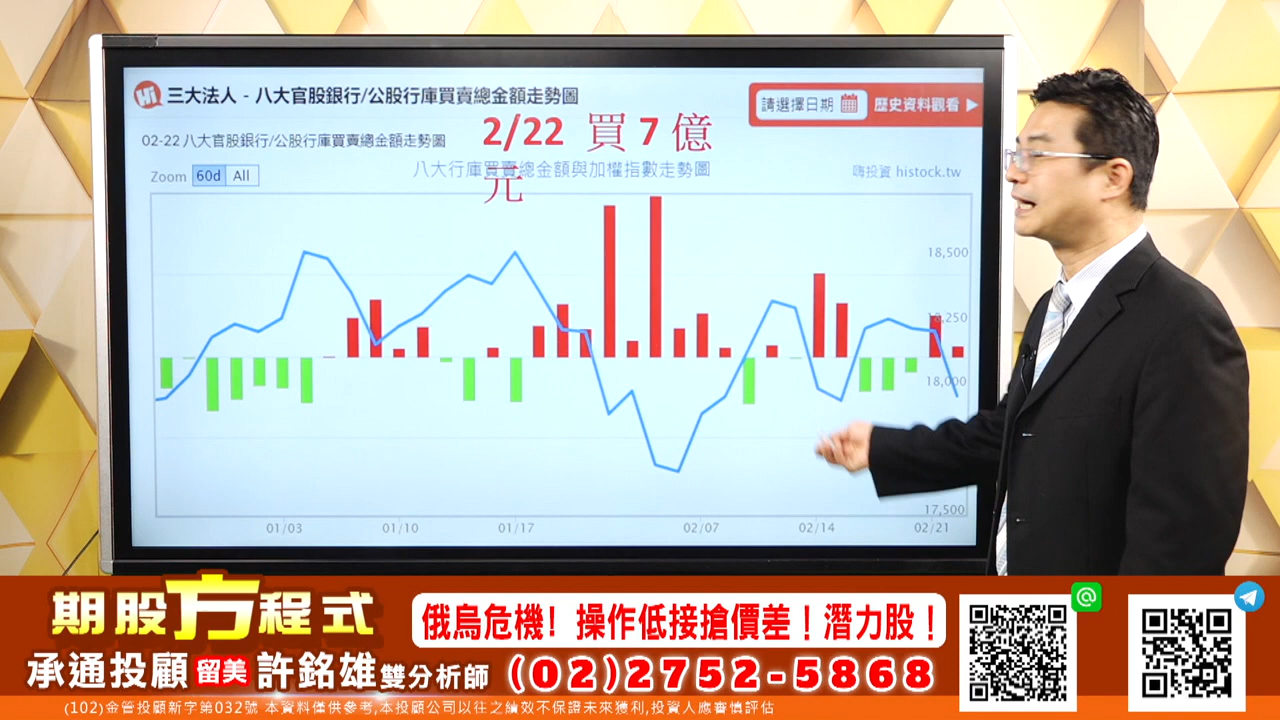 Hi 三大法人 - 八大官股銀行/公股行庫買賣總金額走勢圖
請選擇日期 歷史資料觀看 ▶
02-22 八大官股銀行/公股行庫買賣總金額走勢圖
2/22 買 7 億
元
八大行庫買賣總金額與加權指數走勢圖
Zoom 60d All
嗨投資 histock.tw
18,500
18,250
18,000
17,500
01/03 01/10 01/17 02/07 02/14 02/21
期股方程式
俄烏危機! 操作低接搶價差!潛力股!
承通投顧 留美 許銘雄 雙分析師 (02)2752-5868
(102)金管投顧新字第032號 本資料僅供參考,本投顧公司以往之績效不保證未來獲利,投資人應審慎評估